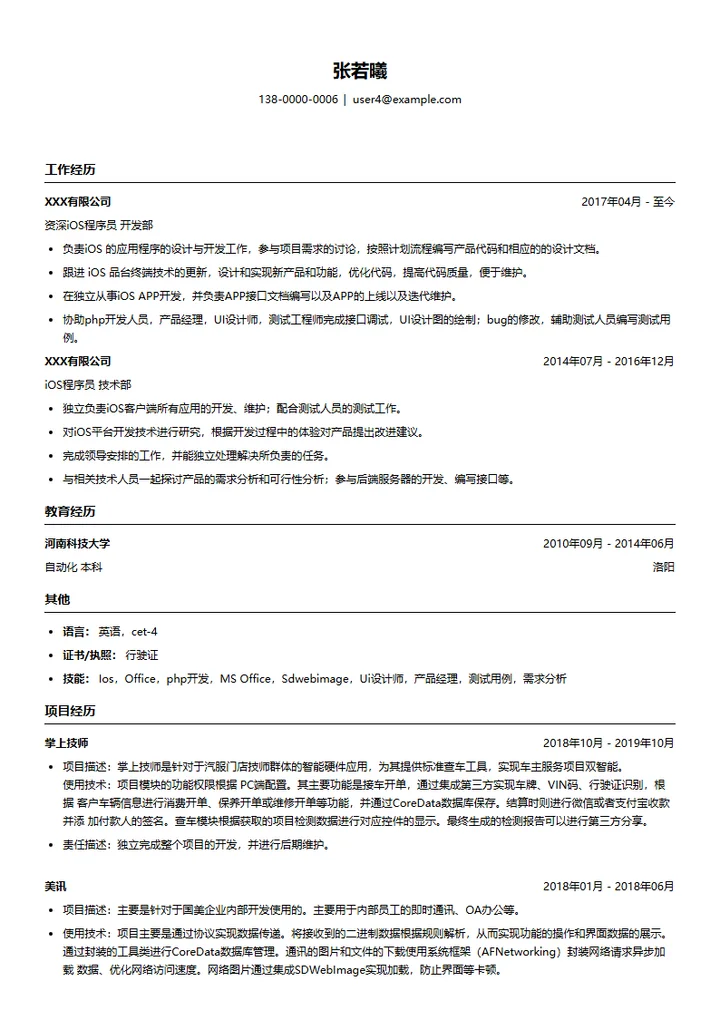 张若曦
138-0000-0006 | user4@example.com
工作经历
XXX有限公司 2017年04月 - 至今
资深iOS程序员 开发部
• 负责iOS 的应用程序的设计与开发工作，参与项目需求的讨论，按照计划流程编写产品代码和相应的的设计文档。
• 跟进 iOS 品台终端技术的更新，设计和实现新产品和功能，优化代码，提高代码质量，便于维护。
• 在独立从事iOS APP开发，并负责APP接口文档编写以及APP的上线以及迭代维护。
• 协助php开发人员，产品经理，UI设计师，测试工程师完成接口调试，UI设计图的绘制；bug的修改，辅助测试人员编写测试用
例。
XXX有限公司 2014年07月 - 2016年12月
iOS程序员 技术部
• 独立负责iOS客户端所有应用的开发、维护；配合测试人员的测试工作。
• 对iOS平台开发技术进行研究，根据开发过程中的体验对产品提出改进建议。
• 完成领导安排的工作，并能独立处理解决所负责的任务。
• 与相关技术人员一起探讨产品的需求分析和可行性分析；参与后端服务器的开发、编写接口等。
教育经历
河南科技大学 2010年09月 - 2014年06月
自动化 本科 洛阳
其他
• 语言： 英语，cet-4
• 证书/执照： 行驶证
• 技能： Ios，Office，php开发，MS Office，Sdwebimage，Ui设计师，产品经理，测试用例，需求分析
项目经历
掌上技师 2018年10月 - 2019年10月
• 项目描述：掌上技师是针对于汽服门店技师群体的智能硬件应用，为其提供标准查车工具，实现车主服务项目双智能。
使用技术：项目模块的功能权限根据 PC端配置。其主要功能是接车开单，通过集成第三方实现车牌、VIN码、行驶证识别，根
据 客户车辆信息进行消费开单、保养开单或维修开单等功能，并通过CoreData数据库保存。结算时则进行微信或者支付宝收款
并添 加付款人的签名。查车模块根据获取的项目检测数据进行对应控件的显示。最终生成的检测报告可以进行第三方分享。
• 责任描述：独立完成整个项目的开发，并进行后期维护。
美讯 2018年01月 - 2018年06月
• 项目描述：主要是针对于国美企业内部开发使用的。主要用于内部员工的即时通讯、OA办公等。
• 使用技术：项目主要是通过协议实现数据传递。将接收到的二进制数据根据规则解析，从而实现功能的操作和界面数据的展示。
通过封装的工具类进行CoreData数据库管理。通讯的图片和文件的下载使用系统框架（AFNetworking）封装网络请求异步加
载 数据、优化网络访问速度。网络图片通过集成SDWebImage实现加载，防止界面等卡顿。